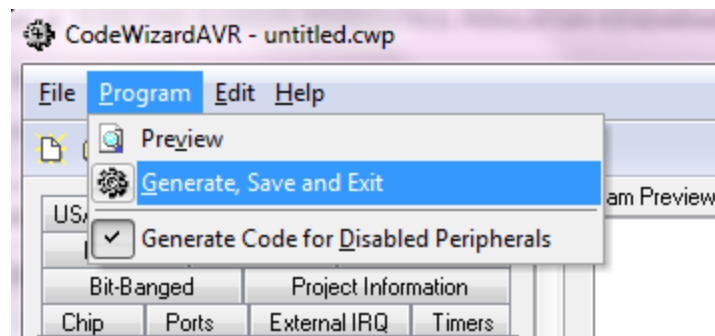 CodeWizardAVR - untitled.cwp
File Program Edit Help
Preview
Generate, Save and Exit
am Preview
USA
Generate Code for Disabled Peripherals
Bit-Banged Project Information
Chip Ports External IRQ Timers